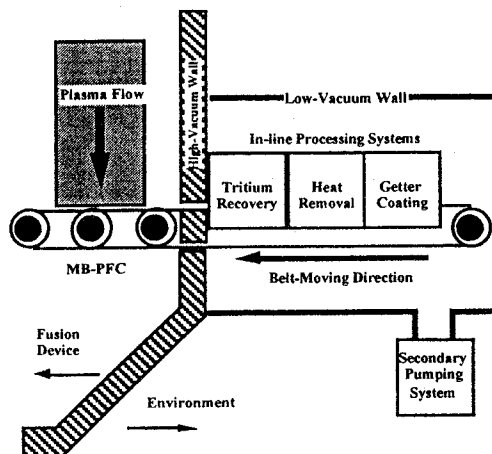 Plasma Flow
High-Vacuum Wall
Low-Vacuum Wall
In-line Processing Systems
Tritium
Recovery
Heat
Removal
Getter
Coating
MB-PFC
Belt-Moving Direction
Fusion
Device
Environment
Secondary
Pumping
System